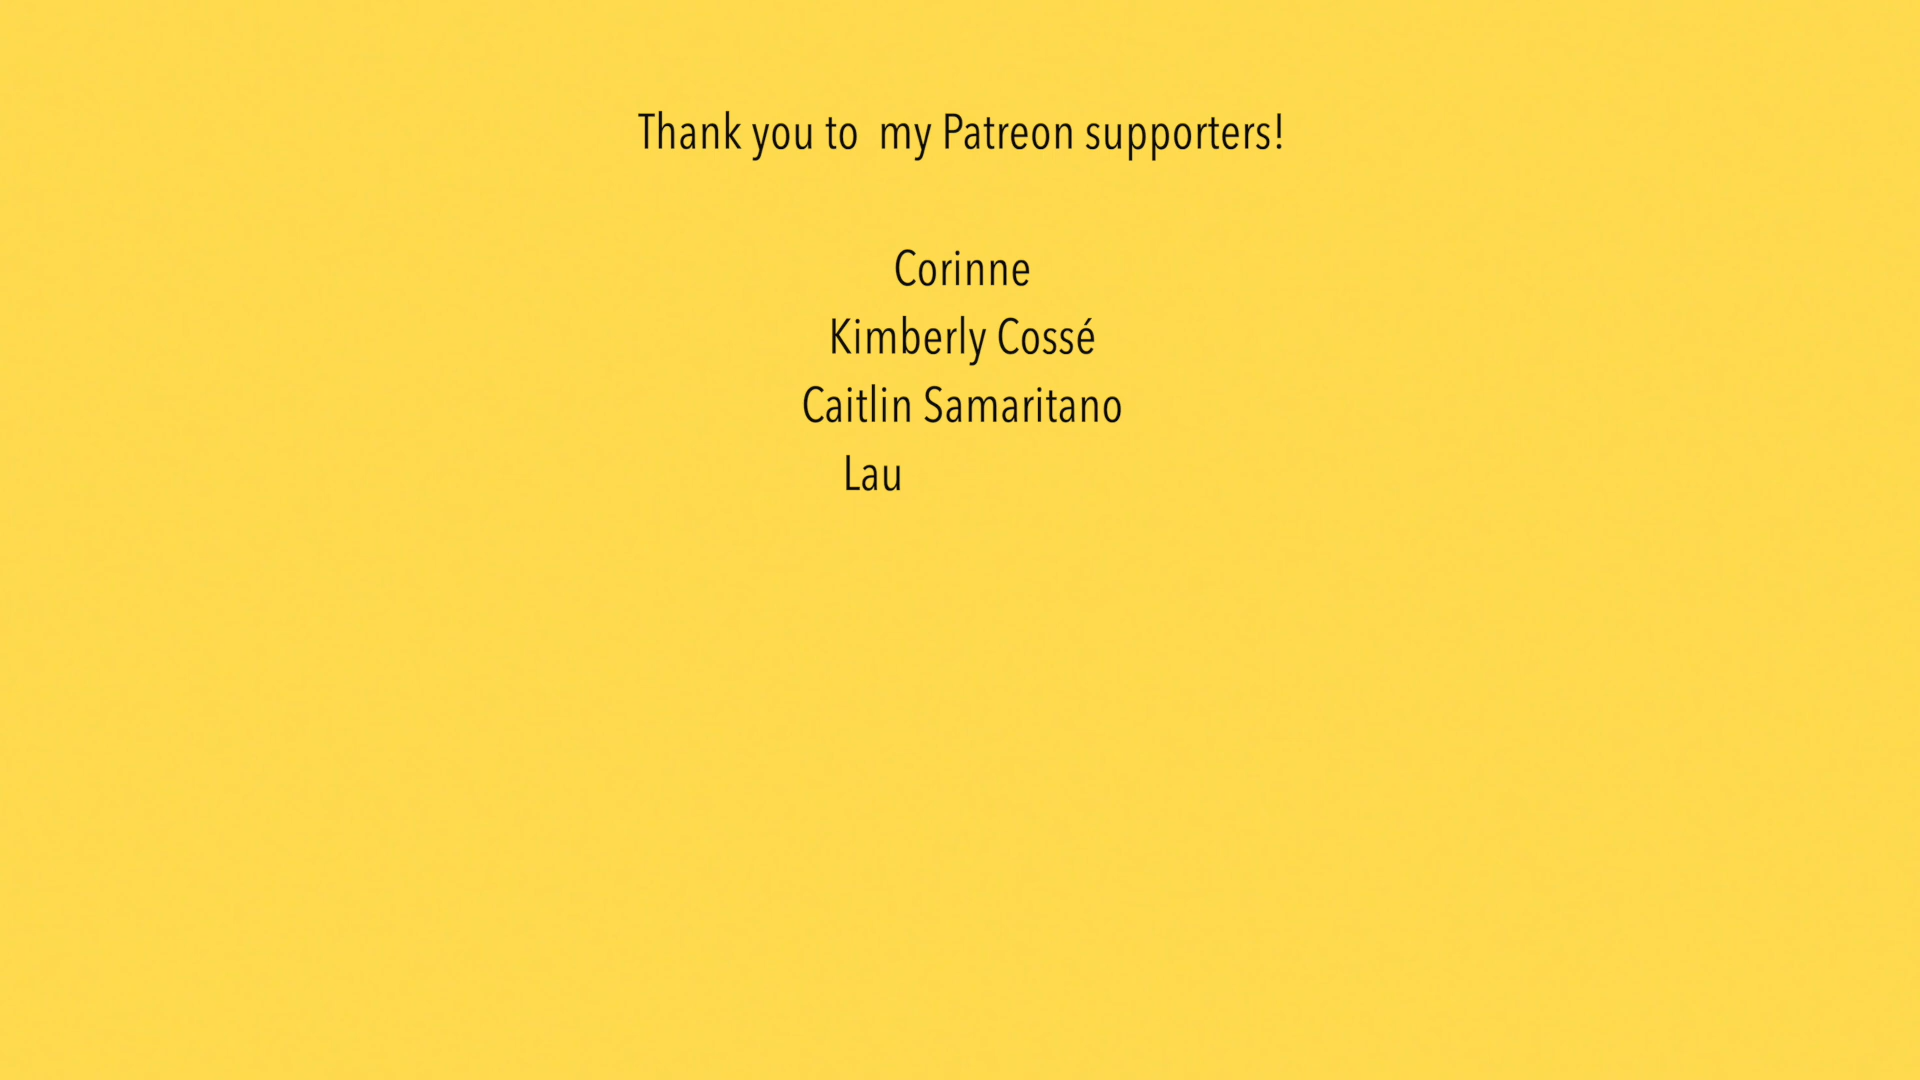 Thank you to  my Patreon supporters!
Corinne
Kimberly Cossé
Caitlin Samaritano
Lau